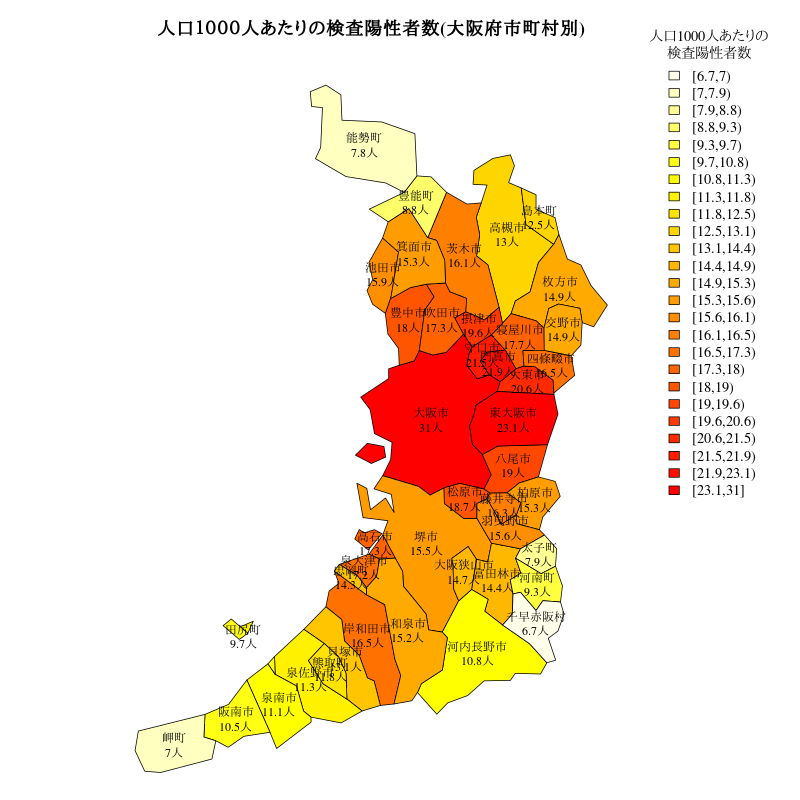 人口1000人あたりの検査陽性者数(大阪府市町村別)
人口1000人あたりの
検査陽性者数
[6.7,7)
[7,7.9)
[7.9,8.8)
[8.8,9.3)
[9.3,9.7)
[9.7,10.8)
[10.8,11.3)
[11.3,11.8)
[11.8,12.5)
[12.5,13.1)
[13.1,14.4)
[14.4,14.9)
[14.9,15.3)
[15.3,15.6)
[15.6,16.1)
[16.1,16.5)
[16.5,17.3)
[17.3,18)
[18,19)
[19,19.6)
[19.6,20.6)
[20.6,21.5)
[21.5,21.9)
[21.9,23.1)
[23.1,31]
能勢町
7.8人
豊能町
8.8人
島本町
12.5人
高槻市
13人
箕面市
15.3人
茨木市
16.1人
池田市
15.9人
枚方市
14.9人
豊中市
18人
吹田市
17.3人
摂津市
19.6人
寝屋川市
17.7人
交野市
14.9人
守口市
21.5人
門真市
21.9人
四條畷市
16.5人
大東市
20.6人
大阪市
31人
東大阪市
23.1人
八尾市
19人
松原市
18.7人
藤井寺市
16.3人
柏原市
15.3人
羽曳野市
15.6人
高石市
17.3人
堺市
15.5人
泉大津市
17.2人
忠岡町
14.3人
大阪狭山市
14.7人
富田林市
14.4人
太子町
7.9人
河南町
9.3人
千早赤阪村
6.7人
田尻町
9.7人
岸和田市
16.5人
和泉市
15.2人
河内長野市
10.8人
貝塚市
13.1人
熊取町
11.8人
泉佐野市
11.3人
泉南市
11.1人
阪南市
10.5人
岬町
7人